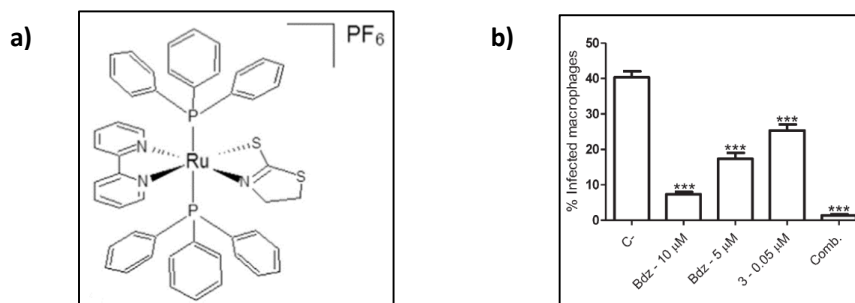 a)
PF6
P
N
S
Ru
S
N
N
P
b)
% Infected macrophages
50
40
30
20
10
0
***
***
***
***
C-
Bdz - 10 µM
Bdz - 5 µM
3 - 0.05 µM
Comb.